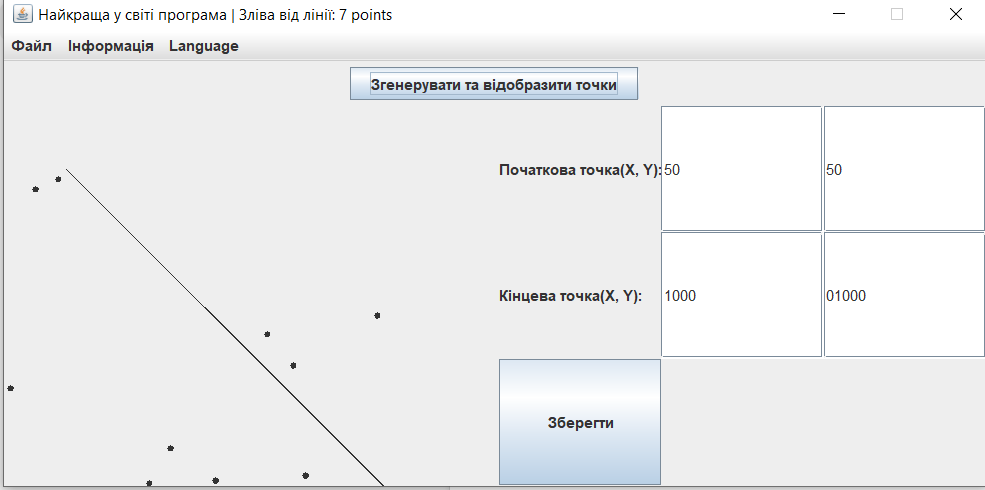 Найкраща у світі програма | Зліва від лінії: 7 points
Файл Інформація Language
Згенерувати та відобразити точки
Початкова точка(X, Y): 50 50
Кінцева точка(X, Y): 1000 01000
Зберегти